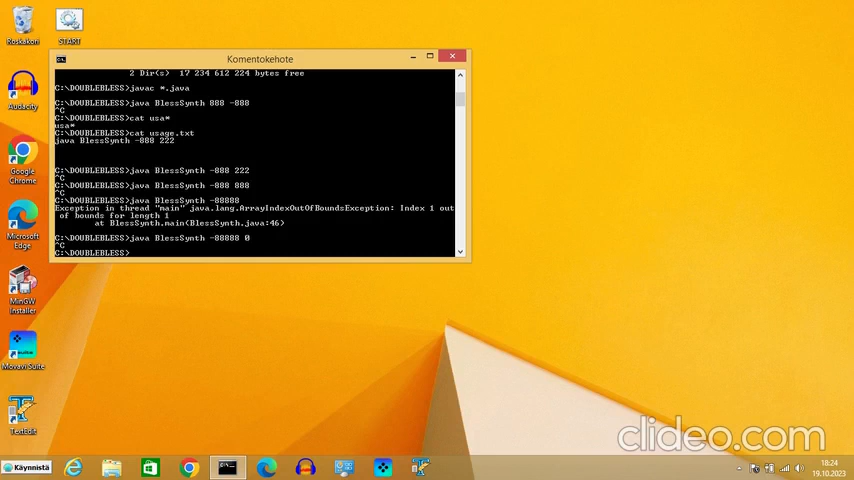 Roskakori
START
Audacity
Google
Chrome
Microsoft
Edge
MinGW
Installer
Movavi Suite
TextEdit
Komentokehote
2 Dir(s)  17 234 612 224 bytes free
C:\DOUBLEBLESS>javac *.java
C:\DOUBLEBLESS>java BlessSynth 888 -888
^C
C:\DOUBLEBLESS>cat usa*
usa*
C:\DOUBLEBLESS>cat usage.txt
java BlessSynth -888 222
C:\DOUBLEBLESS>java BlessSynth -888 222
^C
C:\DOUBLEBLESS>java BlessSynth -888 888
^C
C:\DOUBLEBLESS>java BlessSynth -88888
Exception in thread "main" java.lang.ArrayIndexOutOfBoundsException: Index 1 out
 of bounds for length 1
        at BlessSynth.main(BlessSynth.java:46)
C:\DOUBLEBLESS>java BlessSynth -88888 0
^C
C:\DOUBLEBLESS>
clideo.com
Käynnistä
18:24
19.10.2023